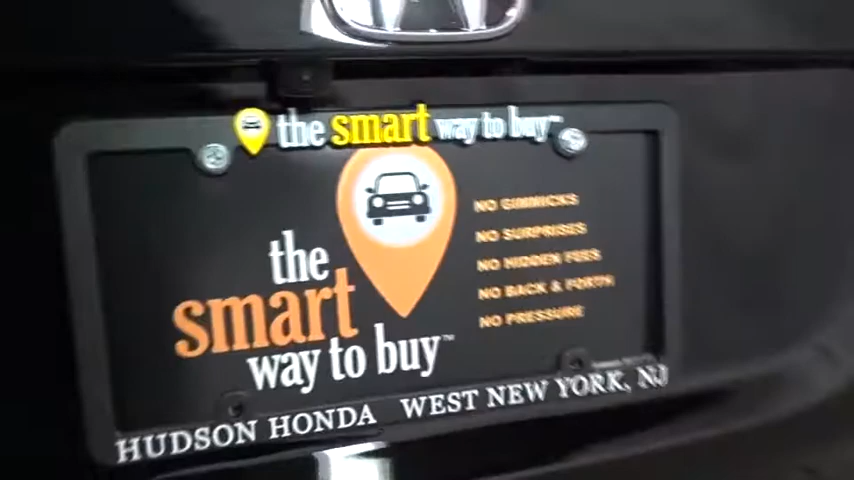 the smart way to buy™
NO GIMMICKS
NO SURPRISES
NO HIDDEN FEES
NO BACK & FORTH
NO PRESSURE
the
smart
way to buy™
HUDSON HONDA WEST NEW YORK, NJ